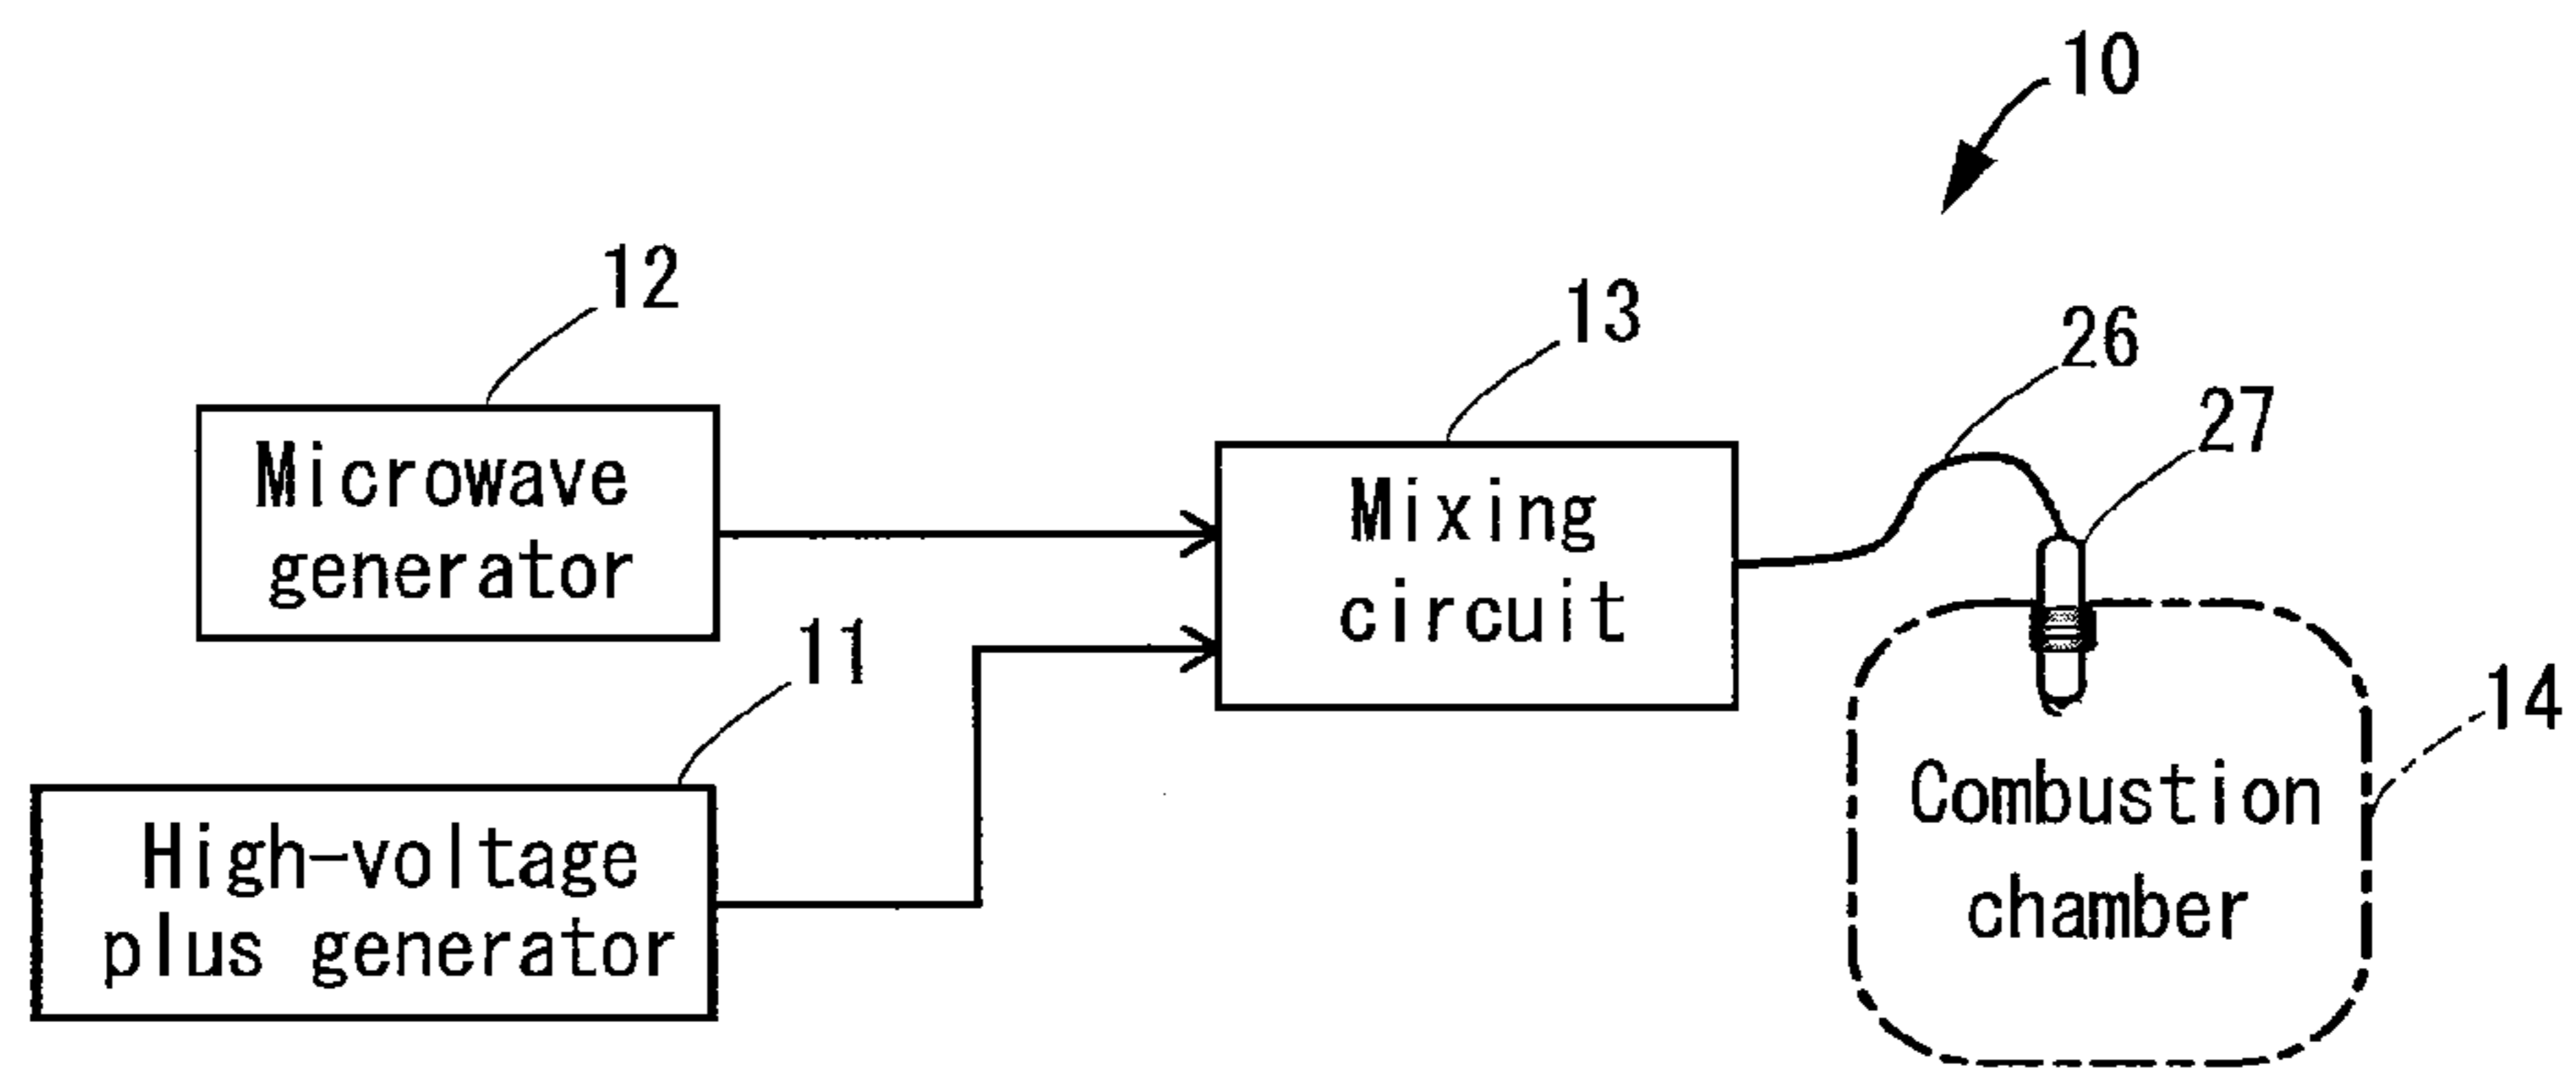 10
12
13
26
27
Microwave
generator
Mixing
circuit
11
14
High-voltage
plus generator
Combustion
chamber